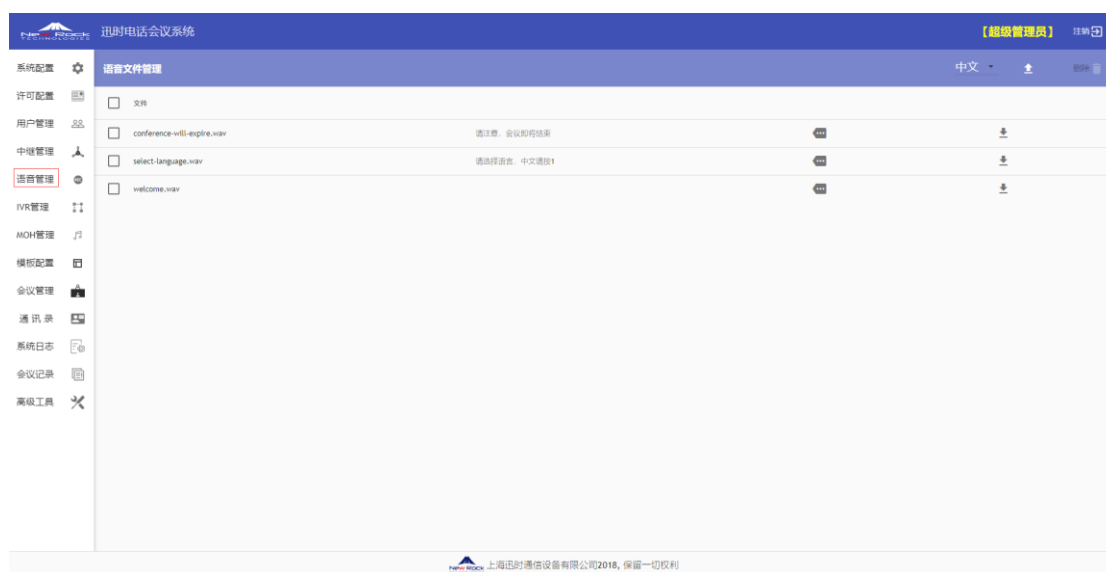 New Rock
TECHNOLOGIES
迅时电话会议系统
【超级管理员】
注销
系统配置
许可配置
用户管理
中继管理
语音管理
IVR管理
MOH管理
模板配置
会议管理
通 讯 录
系统日志
会议记录
高级工具
语音文件管理
中文
删除
文件
conference-will-expire.wav 请注意，会议即将结束
select-language.wav 请选择语言，中文请按1
welcome.wav
New Rock 上海迅时通信设备有限公司2018, 保留一切权利